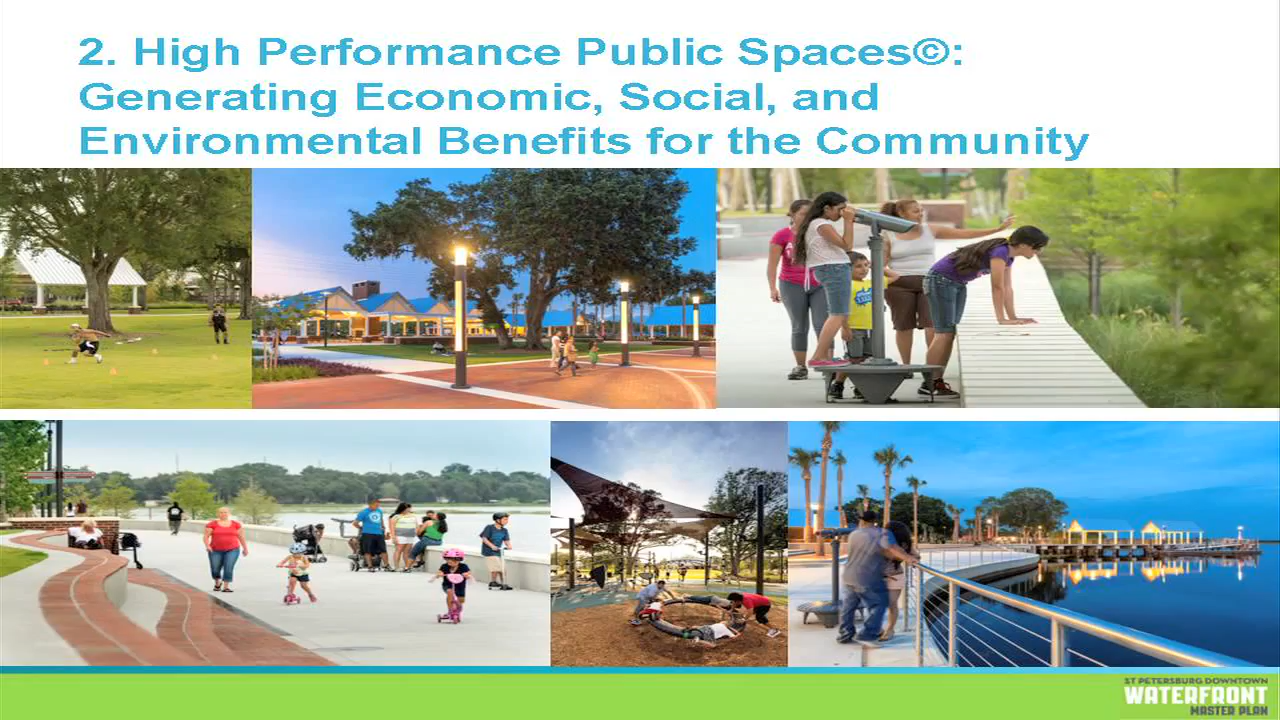 2. High Performance Public Spaces©:
Generating Economic, Social, and
Environmental Benefits for the Community
ST PETERSBURG DOWNTOWN
WATERFRONT
MASTER PLAN